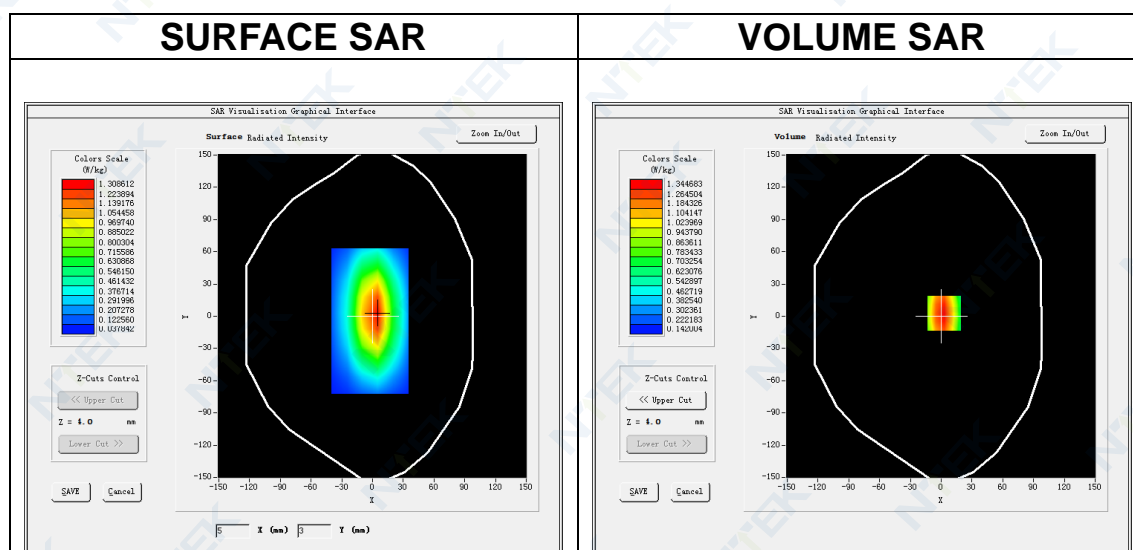 SURFACE SAR
VOLUME SAR
SAR Visualisation Graphical Interface
Surface Radiated Intensity
Zoom In/Out
Colors Scale
(W/kg)
1.308612
1.223894
1.139176
1.054458
0.969740
0.885022
0.800304
0.715586
0.630868
0.546150
0.461432
0.376714
0.291996
0.207278
0.122560
0.037842
150
120
90
60
30
0
-30
-60
-90
-120
-150
Y
-150 -120 -90 -60 -30 0 30 60 90 120 150
X
Z-Cuts Control
<< Upper Cut
Z = 4.0 mm
Lower Cut >>
SAVE
Cancel
5 X (mm) 3 Y (mm)
SAR Visualisation Graphical Interface
Volume Radiated Intensity
Zoom In/Out
Colors Scale
(W/kg)
1.344683
1.264504
1.184326
1.104147
1.023969
0.943790
0.863611
0.783433
0.703254
0.623076
0.542897
0.462719
0.382540
0.302361
0.222183
0.142004
150
120
90
60
30
0
-30
-60
-90
-120
-150
Y
-150 -120 -90 -60 -30 0 30 60 90 120 150
X
Z-Cuts Control
<< Upper Cut
Z = 4.0 mm
Lower Cut >>
SAVE
Cancel
NTEK